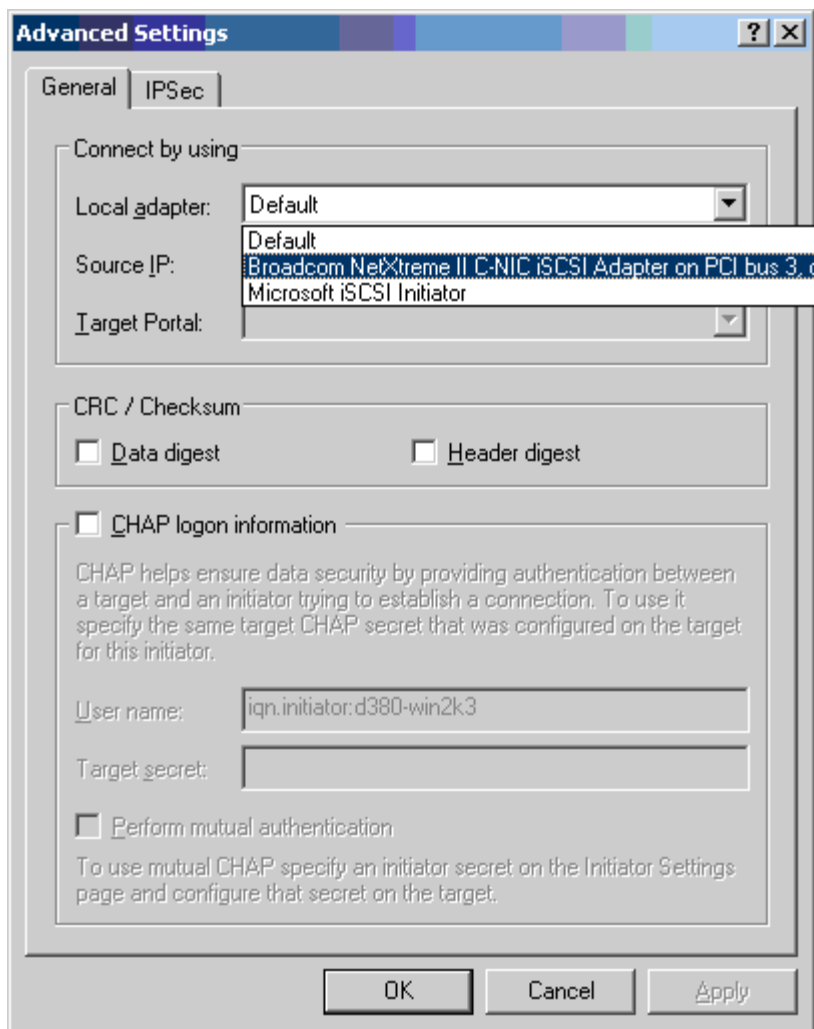 Advanced Settings
General IPSec
Connect by using
Local adapter: Default
Default
Source IP: Broadcom NetXtreme II C-NIC iSCSI Adapter on PCI bus 3,
Microsoft iSCSI Initiator
Target Portal:
CRC / Checksum
Data digest Header digest
CHAP logon information
CHAP helps ensure data security by providing authentication between
a target and an initiator trying to establish a connection. To use it
specify the same target CHAP secret that was configured on the target
for this initiator.
User name: iqn.initiator:d380-win2k3
Target secret:
Perform mutual authentication
To use mutual CHAP specify an initiator secret on the Initiator Settings
page and configure that secret on the target.
OK Cancel Apply